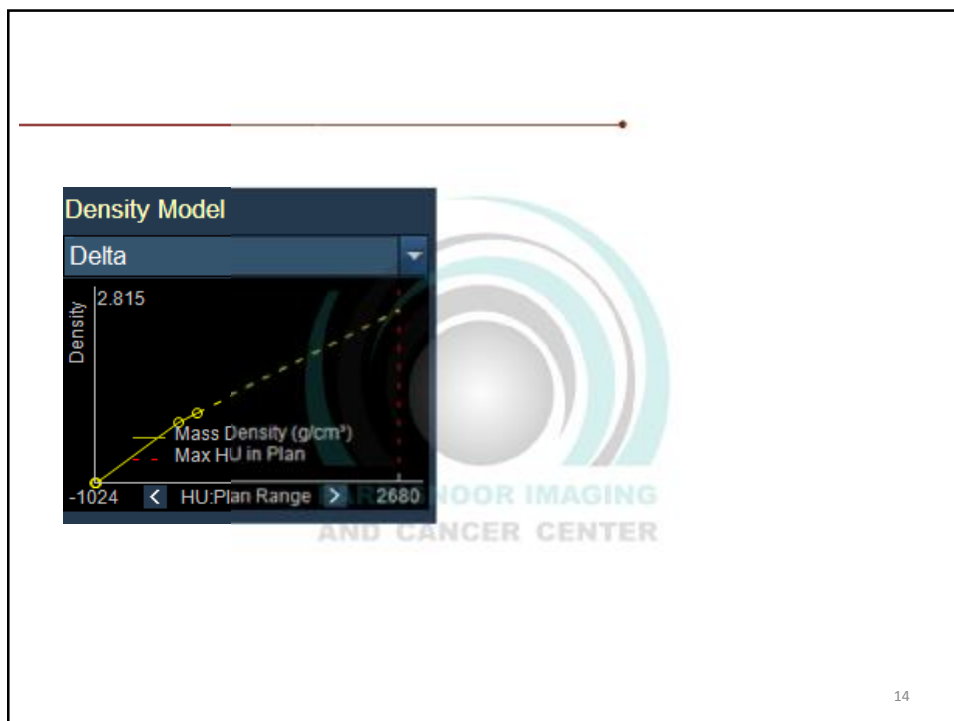 Density Model
Delta
2.815
Density
Mass Density (g/cm³)
Max HU in Plan
-1024 < HU:Plan Range > 2680
NOOR IMAGING
AND CANCER CENTER
14